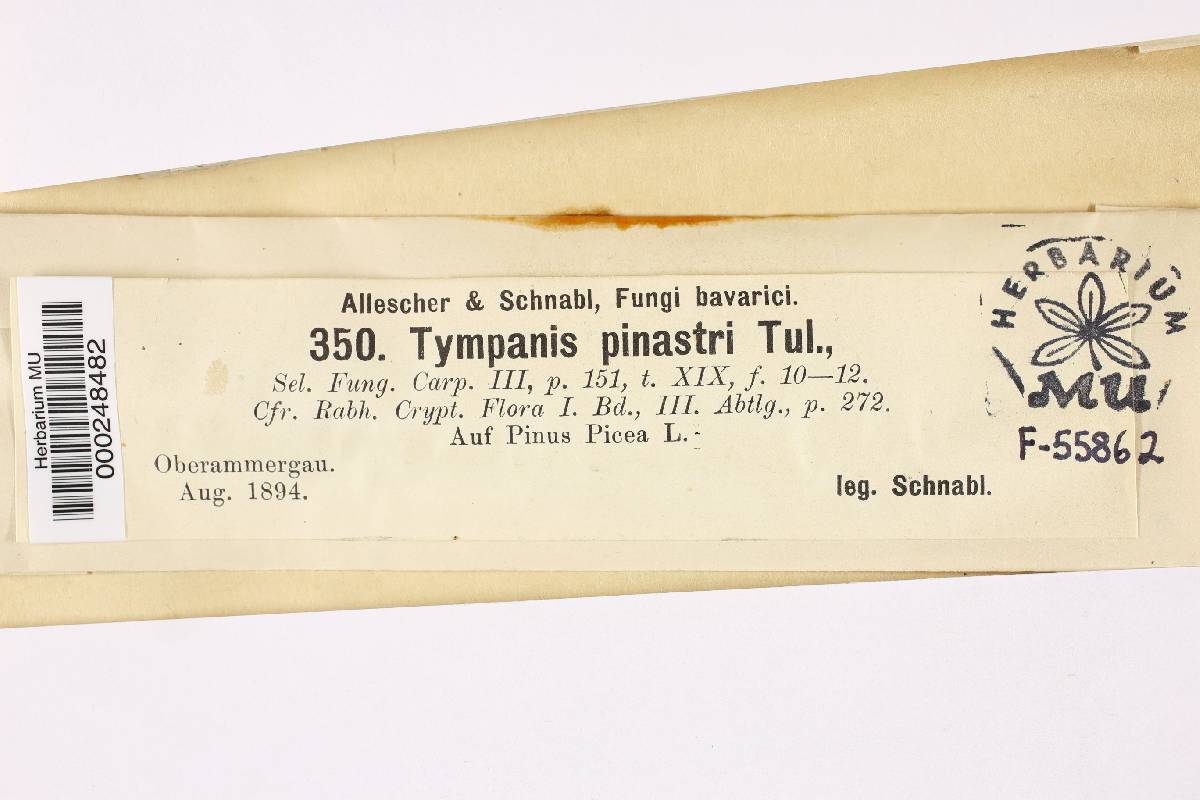 Allescher & Schnabl, Fungi bavarici.
350. Tympanis pinastri Tul.,
Sel. Fung. Carp. III, p. 151, t. XIX, f. 10—12.
Cfr. Rabh. Crypt. Flora I. Bd., III. Abtlg., p. 272.
Auf Pinus Picea L.-
Oberammergau.
Aug. 1894.
leg. Schnabl.
Herbarium MU
000248482
HERBARIUM
MU
F-55862